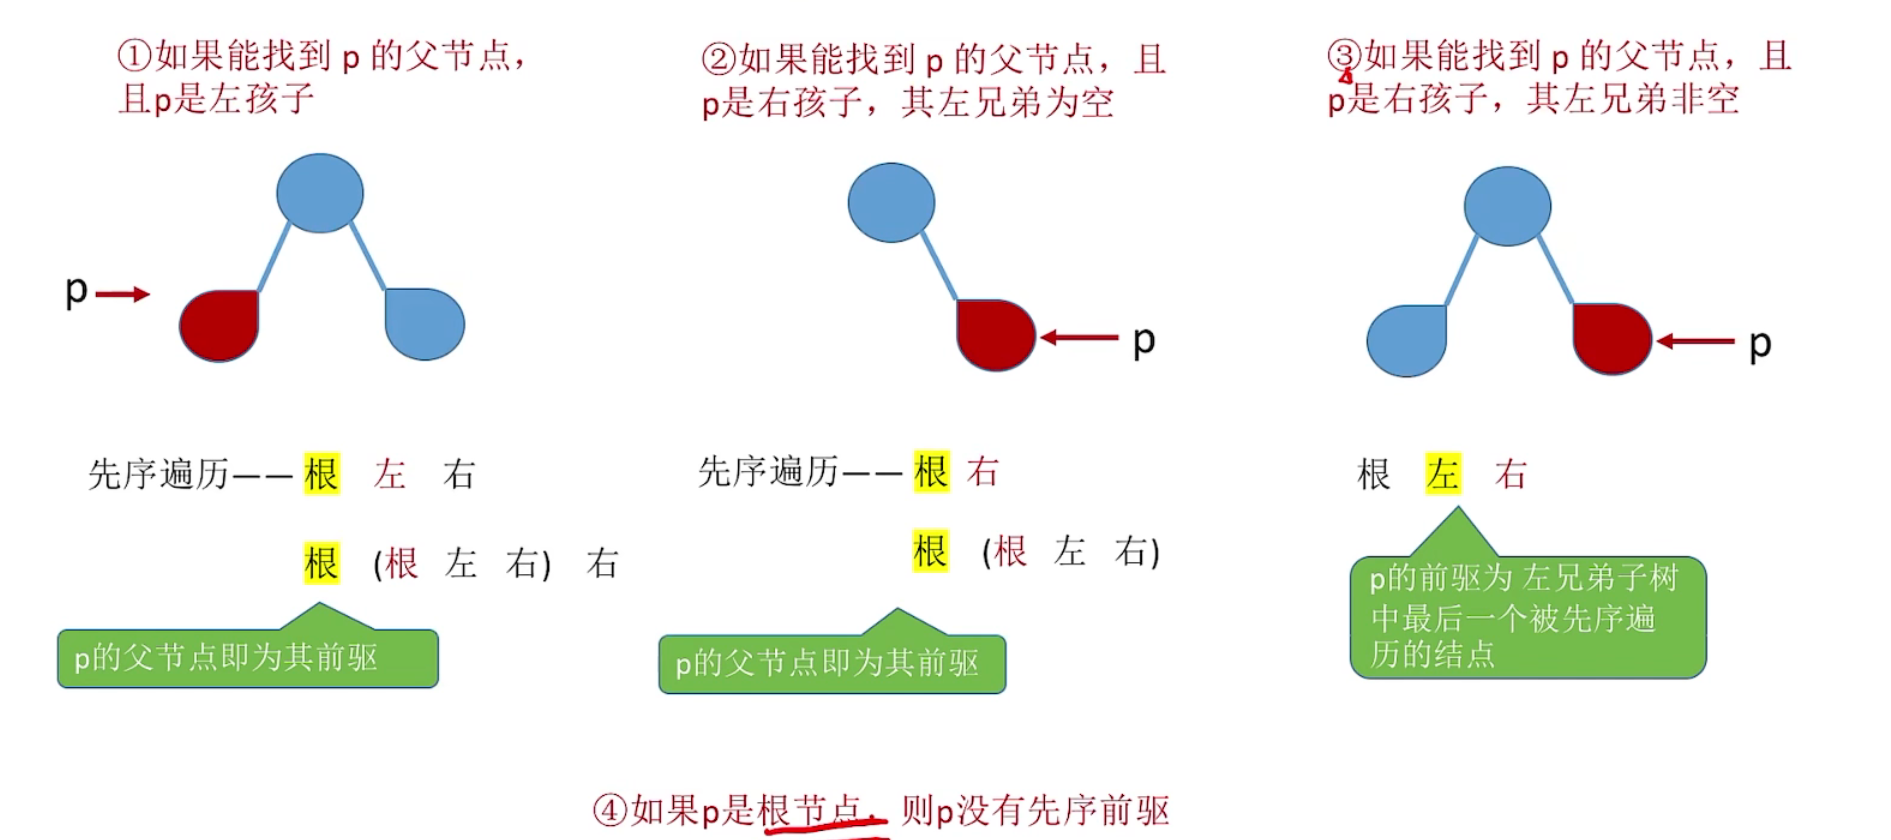 ①如果能找到 p 的父节点，
且p是左孩子
②如果能找到 p 的父节点，且
p是右孩子，其左兄弟为空
③如果能找到 p 的父节点，且
p是右孩子，其左兄弟非空
p
p
p
先序遍历—— 根 左 右
根 (根 左 右) 右
p的父节点即为其前驱
先序遍历—— 根 右
根 (根 左 右)
p的父节点即为其前驱
根 左 右
p的前驱为 左兄弟子树
中最后一个被先序遍
历的结点
④如果p是根节点，则p没有先序前驱